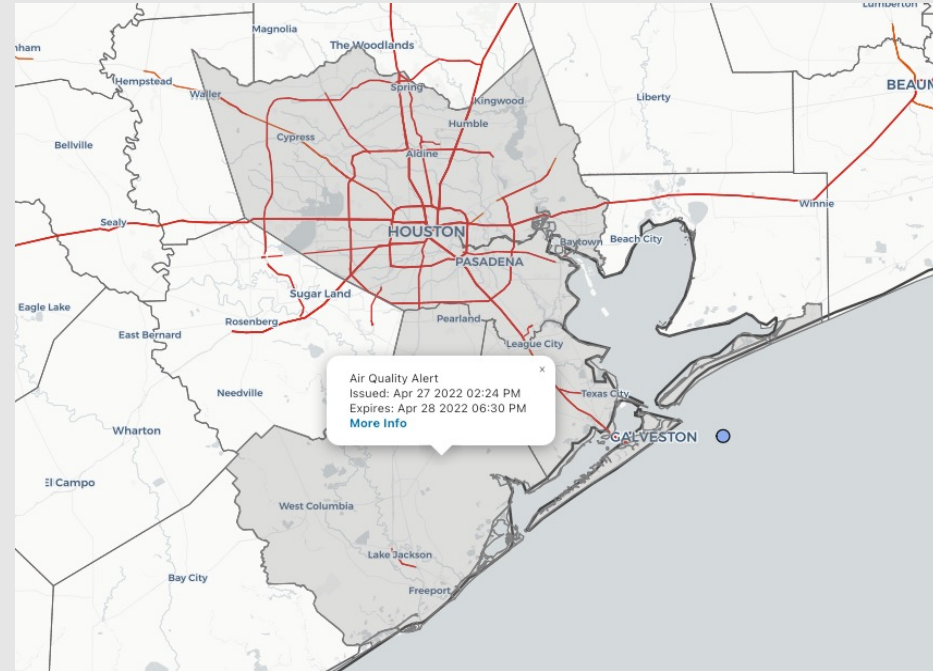 Lumberton
Magnolia
nham
The Woodlands
Hempstead
Spring
BEAUM
Waller
Kingwood
Liberty
Humble
Cypress
Bellville
Aldine
Winnie
Sealy
HOUSTON
Baytown
Beach City
PASADENA
Sugar Land
Eagle Lake
Rosenberg
Pearland
East Bernard
League City
Air Quality Alert
Issued: Apr 27 2022 02:24 PM
Expires: Apr 28 2022 06:30 PM
More Info
Needville
Texas City
Wharton
GALVESTON
El Campo
West Columbia
Lake Jackson
Bay City
Freeport